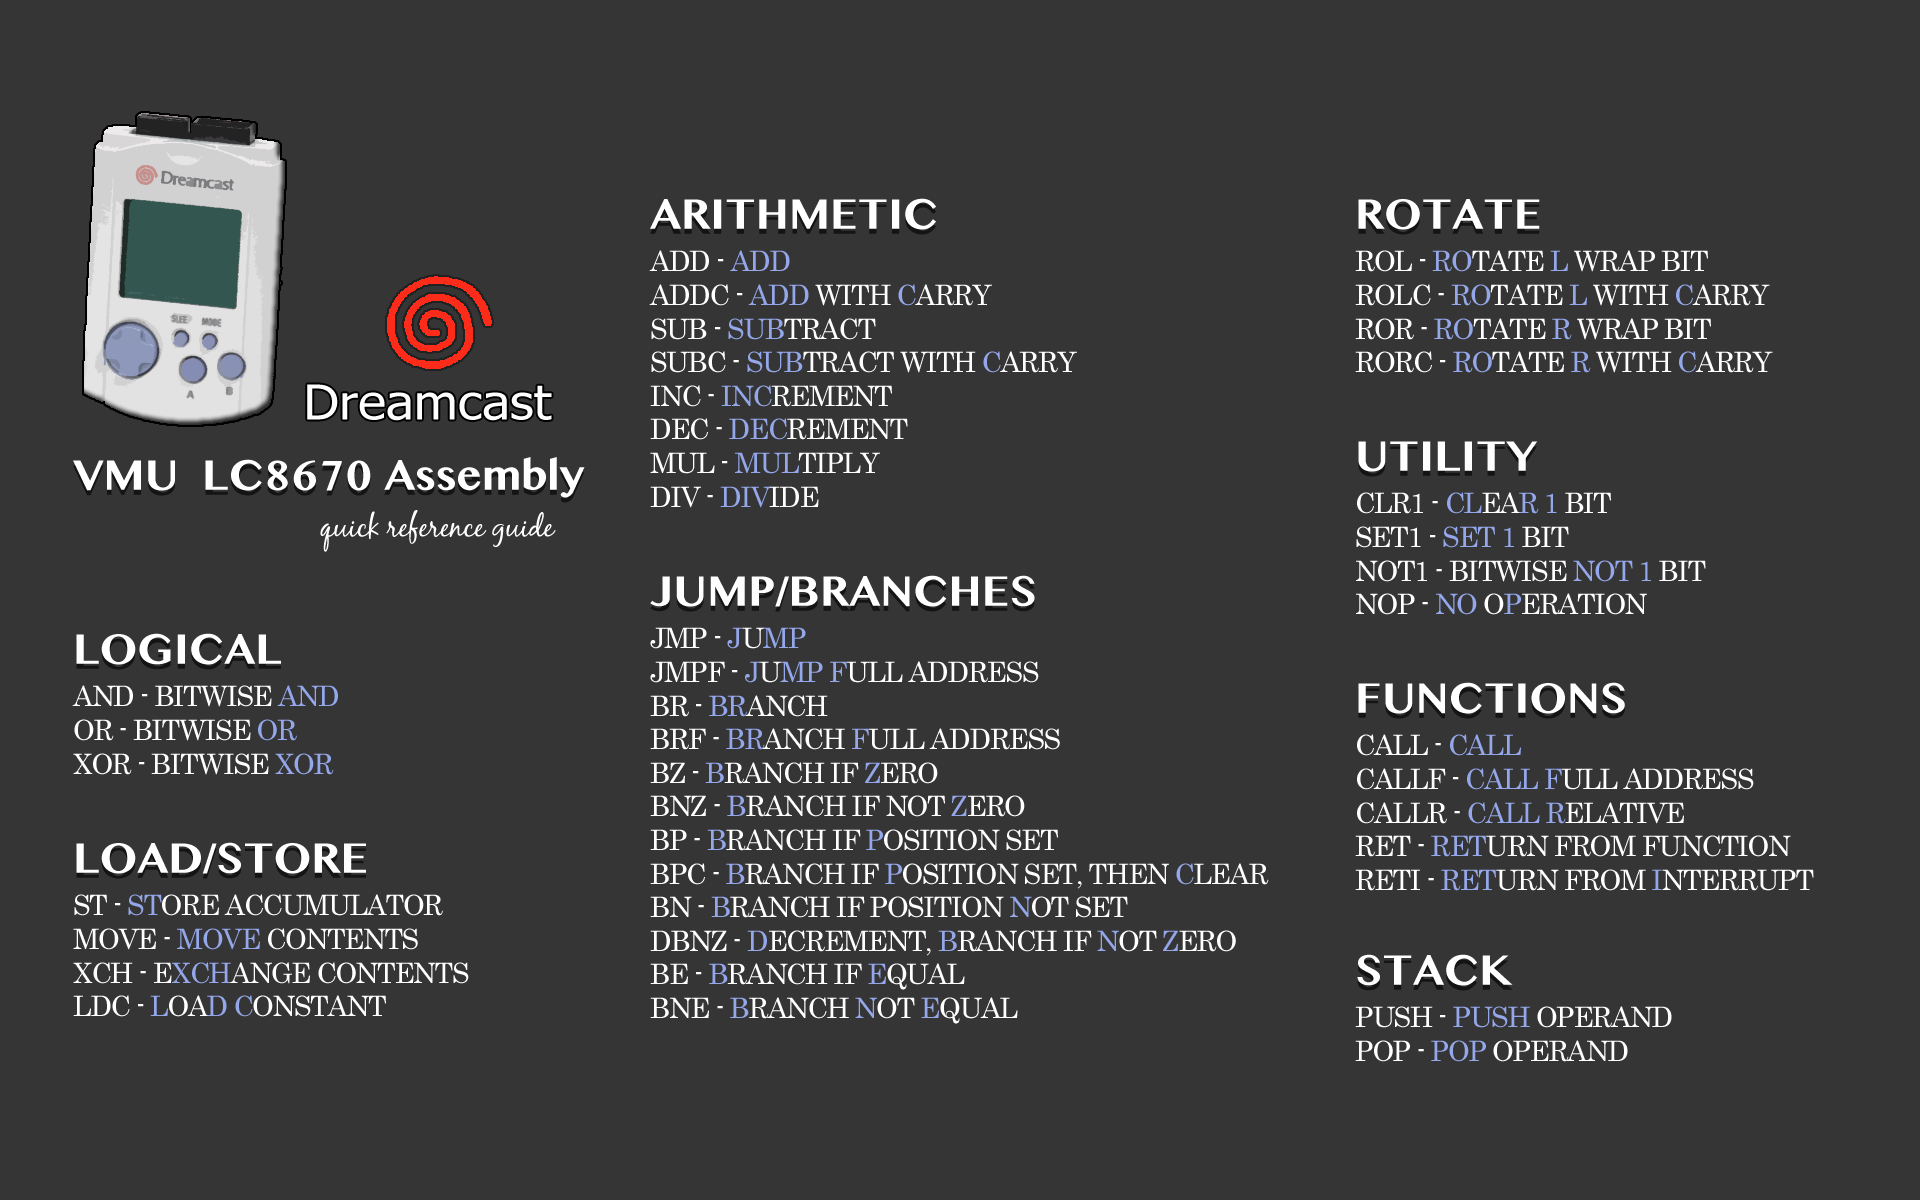 Dreamcast
SLEEP MODE
A B
Dreamcast
VMU LC8670 Assembly
quick reference guide
LOGICAL
AND - BITWISE AND
OR - BITWISE OR
XOR - BITWISE XOR
LOAD/STORE
ST - STORE ACCUMULATOR
MOVE - MOVE CONTENTS
XCH - EXCHANGE CONTENTS
LDC - LOAD CONSTANT
ARITHMETIC
ADD - ADD
ADDC - ADD WITH CARRY
SUB - SUBTRACT
SUBC - SUBTRACT WITH CARRY
INC - INCREMENT
DEC - DECREMENT
MUL - MULTIPLY
DIV - DIVIDE
JUMP/BRANCHES
JMP - JUMP
JMPF - JUMP FULL ADDRESS
BR - BRANCH
BRF - BRANCH FULL ADDRESS
BZ - BRANCH IF ZERO
BNZ - BRANCH IF NOT ZERO
BP - BRANCH IF POSITION SET
BPC - BRANCH IF POSITION SET, THEN CLEAR
BN - BRANCH IF POSITION NOT SET
DBNZ - DECREMENT, BRANCH IF NOT ZERO
BE - BRANCH IF EQUAL
BNE - BRANCH NOT EQUAL
ROTATE
ROL - ROTATE L WRAP BIT
ROLC - ROTATE L WITH CARRY
ROR - ROTATE R WRAP BIT
RORC - ROTATE R WITH CARRY
UTILITY
CLR1 - CLEAR 1 BIT
SET1 - SET 1 BIT
NOT1 - BITWISE NOT 1 BIT
NOP - NO OPERATION
FUNCTIONS
CALL - CALL
CALLF - CALL FULL ADDRESS
CALLR - CALL RELATIVE
RET - RETURN FROM FUNCTION
RETI - RETURN FROM INTERRUPT
STACK
PUSH - PUSH OPERAND
POP - POP OPERAND